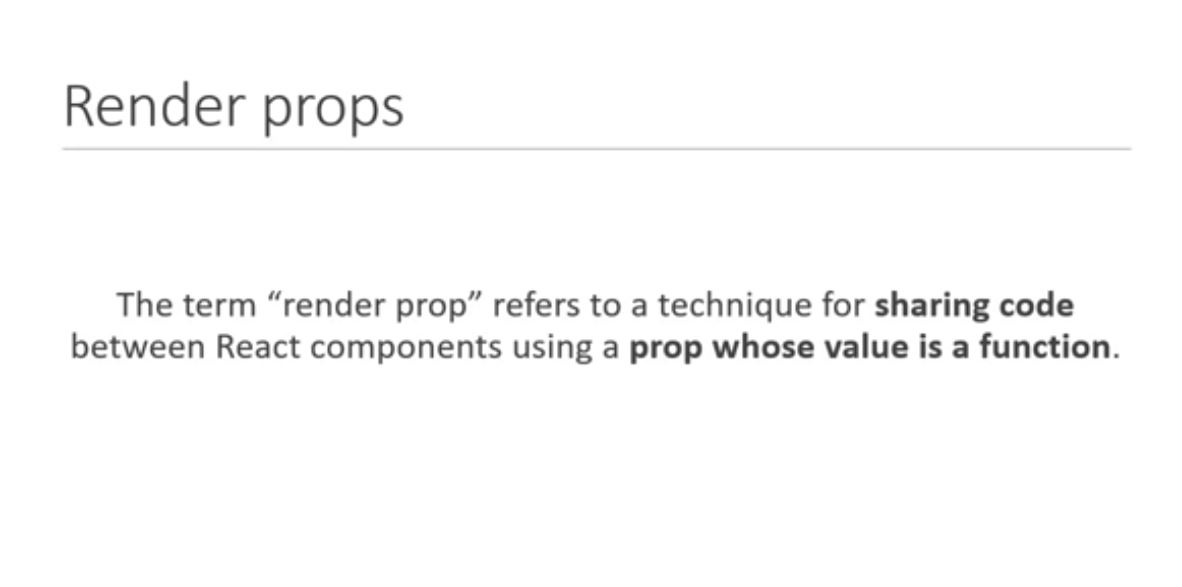 Render props
The term “render prop” refers to a technique for sharing code
between React components using a prop whose value is a function.